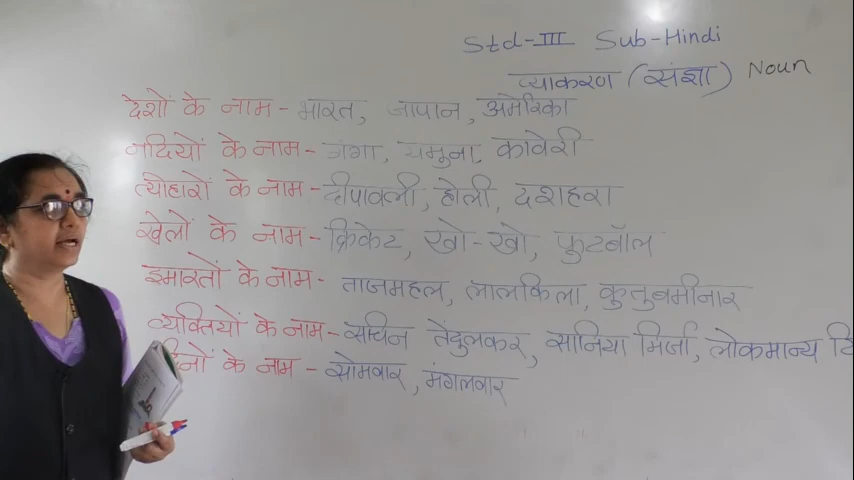 Std-III Sub-Hindi
व्याकरण (संज्ञा) Noun
देशों के नाम - भारत, जापान, अमेरिका
नदियों के नाम - गंगा, यमुना, कावेरी
त्योहारों के नाम - दीपावली, होली, दशहरा
खेलों के नाम - क्रिकेट, खो-खो, फुटबॉल
इमारतों के नाम - ताजमहल, लालकिला, कुतुबमीनार
व्यक्तियों के नाम - सचिन तेंदुलकर, सानिया मिर्जा, लोकमान्य
के नाम - सोमवार, मंगलवार